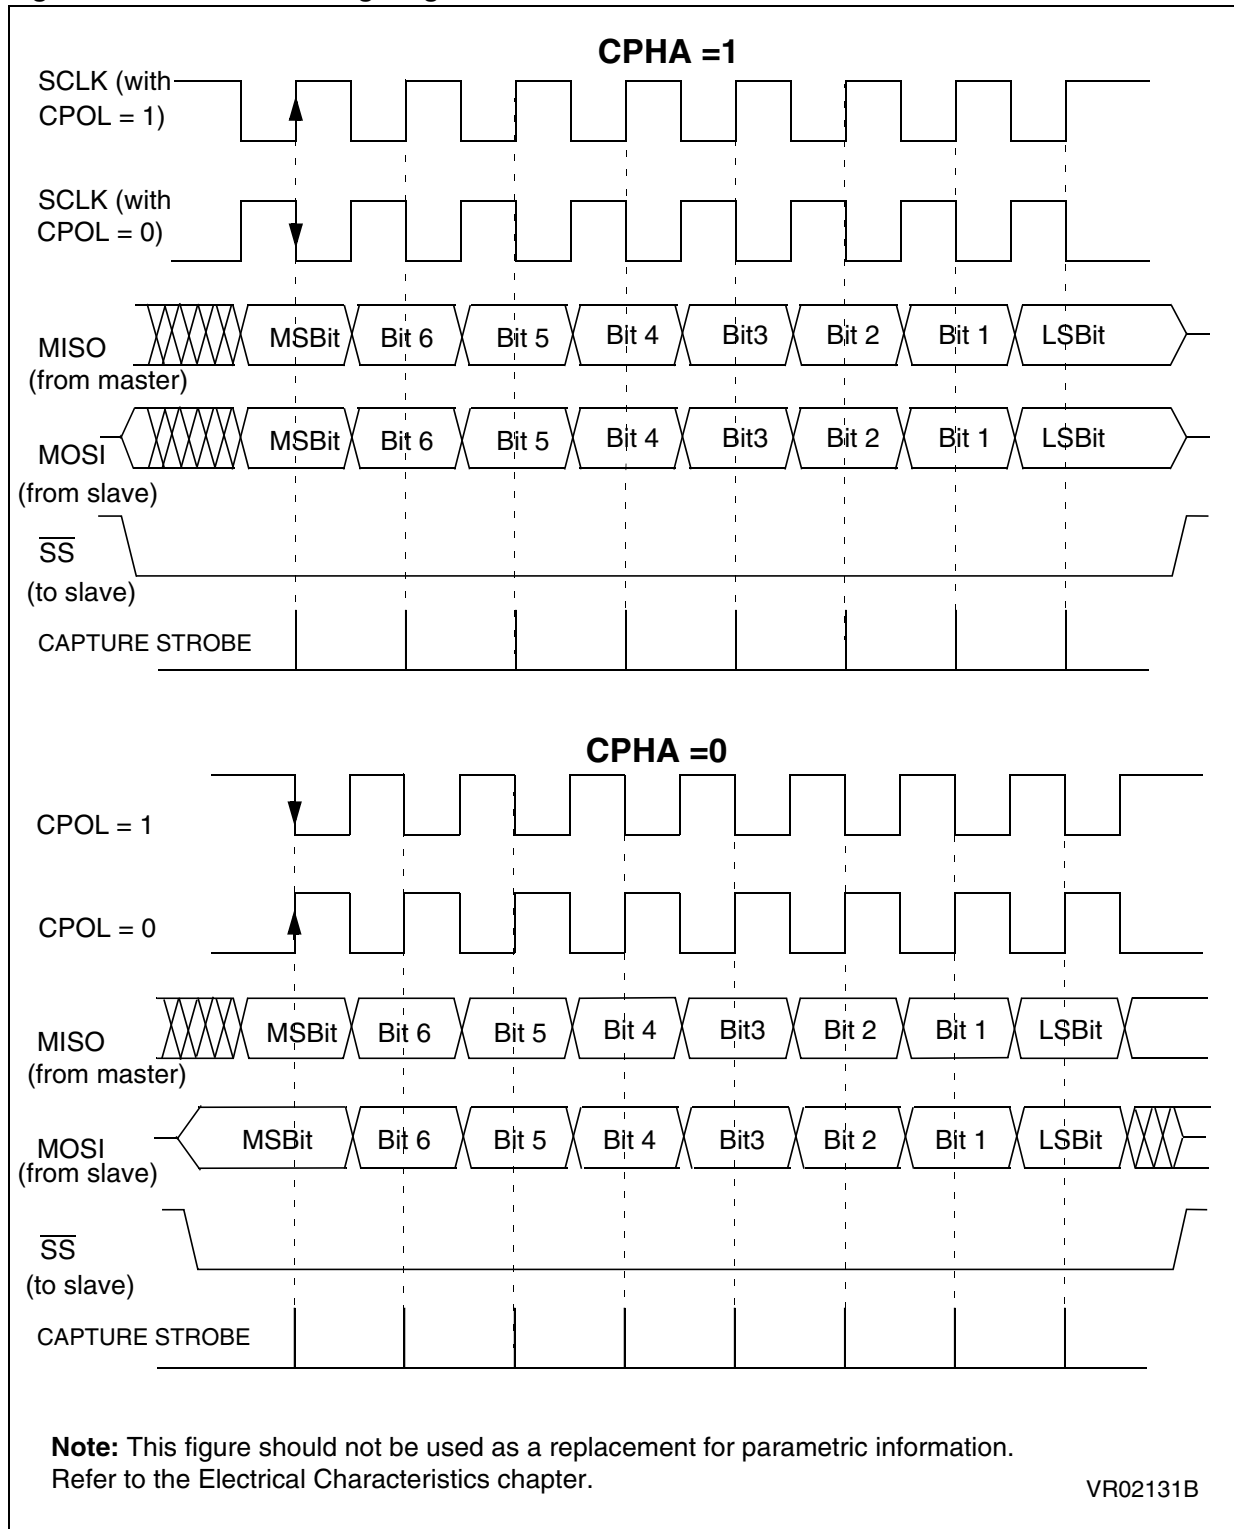 CPHA =1
SCLK (with
CPOL = 1)
SCLK (with
CPOL = 0)
MISO
(from master)
MSBit Bit 6 Bit 5 Bit 4 Bit3 Bit 2 Bit 1 LSBit
MOSI
(from slave)
MSBit Bit 6 Bit 5 Bit 4 Bit3 Bit 2 Bit 1 LSBit
SS
(to slave)
CAPTURE STROBE
CPHA =0
CPOL = 1
CPOL = 0
MISO
(from master)
MSBit Bit 6 Bit 5 Bit 4 Bit3 Bit 2 Bit 1 LSBit
MOSI
(from slave)
MSBit Bit 6 Bit 5 Bit 4 Bit3 Bit 2 Bit 1 LSBit
SS
(to slave)
CAPTURE STROBE
Note: This figure should not be used as a replacement for parametric information.
Refer to the Electrical Characteristics chapter.
VR02131B